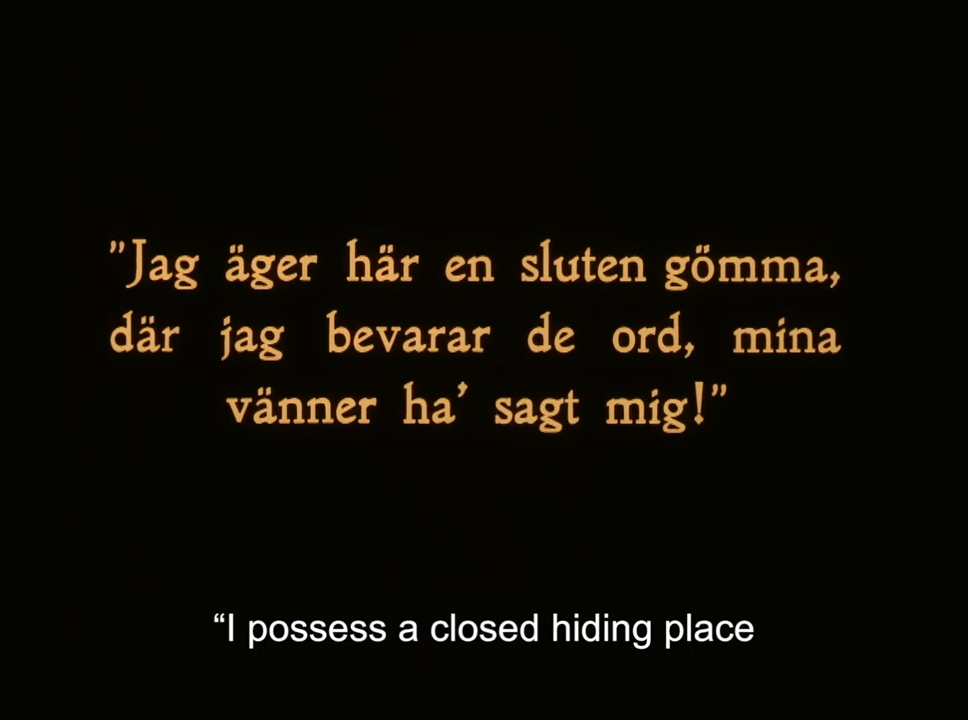 "Jag äger här en sluten gömma,
där jag bevarar de ord, mina
vänner ha' sagt mig!"
“I possess a closed hiding place